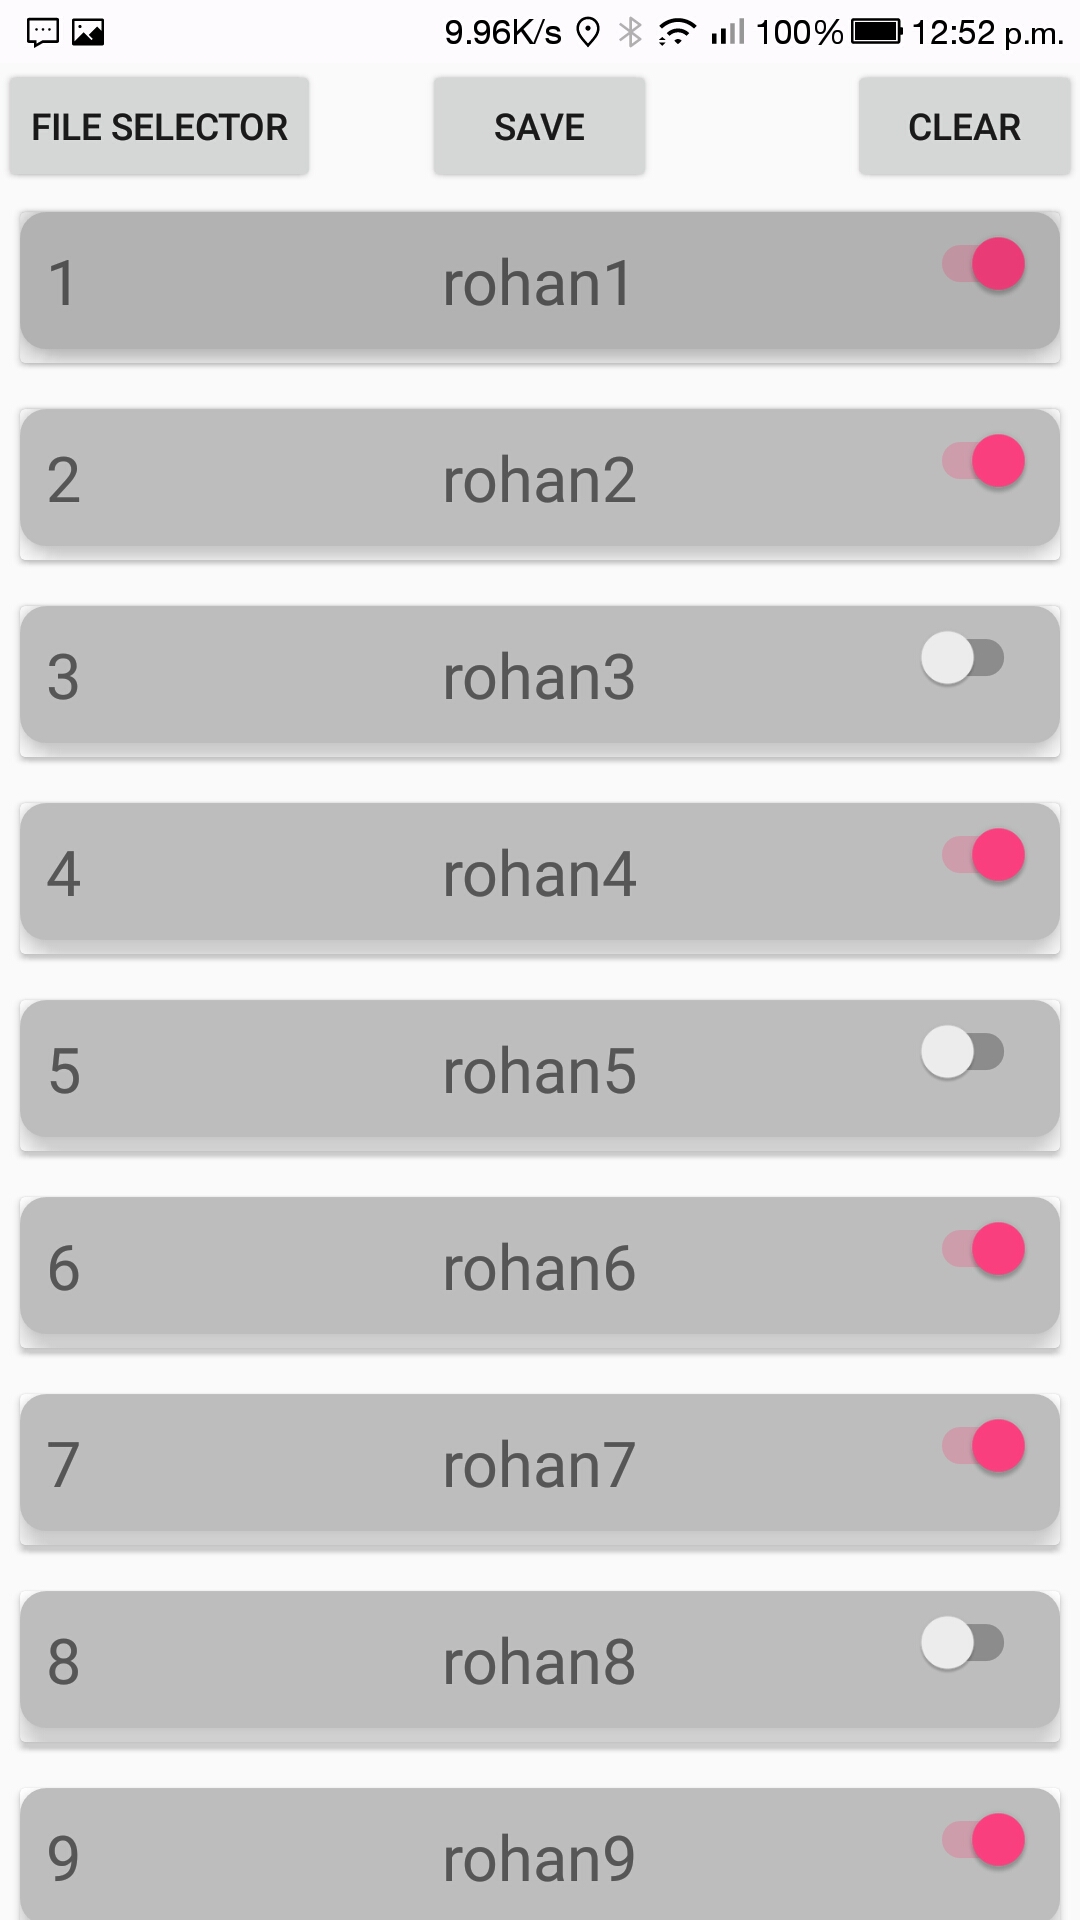 9.96K/s 100% 12:52 p.m.
FILE SELECTOR SAVE CLEAR
1 rohan1
2 rohan2
3 rohan3
4 rohan4
5 rohan5
6 rohan6
7 rohan7
8 rohan8
9 rohan9